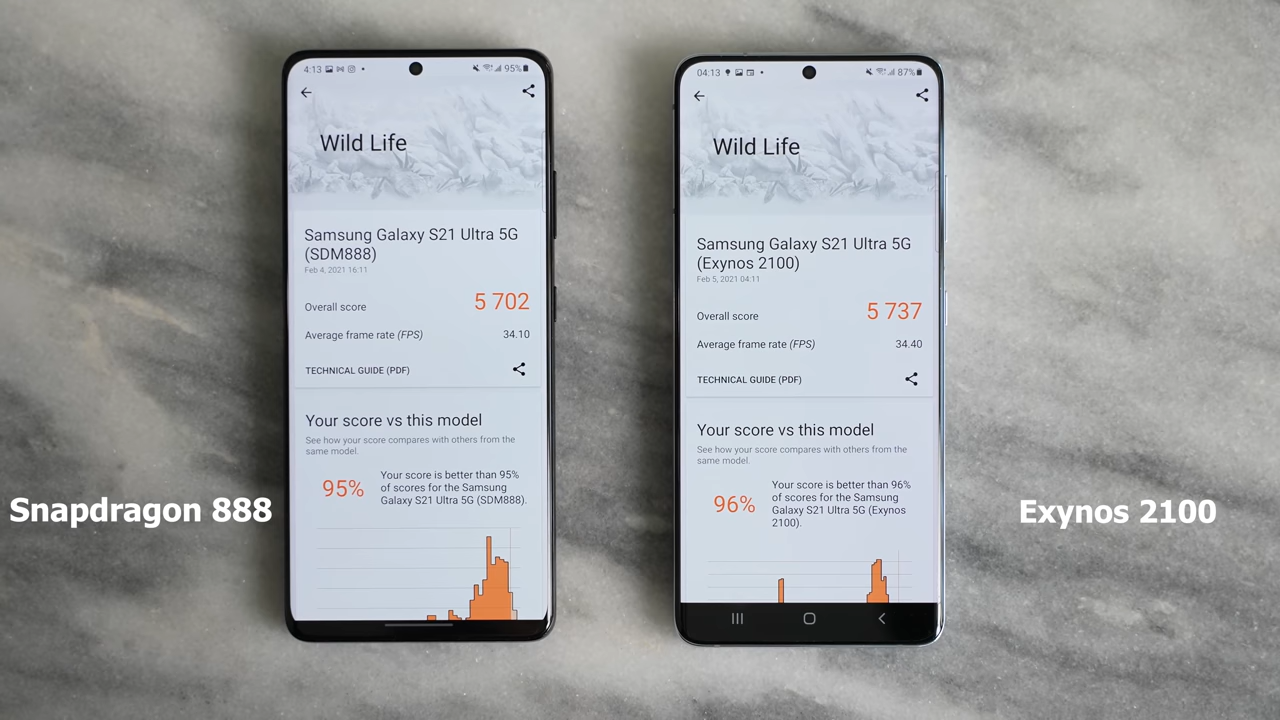 4:13
95%
Wild Life
Samsung Galaxy S21 Ultra 5G
(SDM888)
Feb 4, 2021 16:11
Overall score
5 702
Average frame rate (FPS)
34.10
TECHNICAL GUIDE (PDF)
Your score vs this model
See how your score compares with others from the
same model.
95%
Your score is better than 95%
of scores for the Samsung
Galaxy S21 Ultra 5G (SDM888).
Snapdragon 888
04:13
87%
Wild Life
Samsung Galaxy S21 Ultra 5G
(Exynos 2100)
Feb 5, 2021 04:11
Overall score
5 737
Average frame rate (FPS)
34.40
TECHNICAL GUIDE (PDF)
Your score vs this model
See how your score compares with others from the
same model.
96%
Your score is better than 96%
of scores for the Samsung
Galaxy S21 Ultra 5G (Exynos
2100).
Exynos 2100